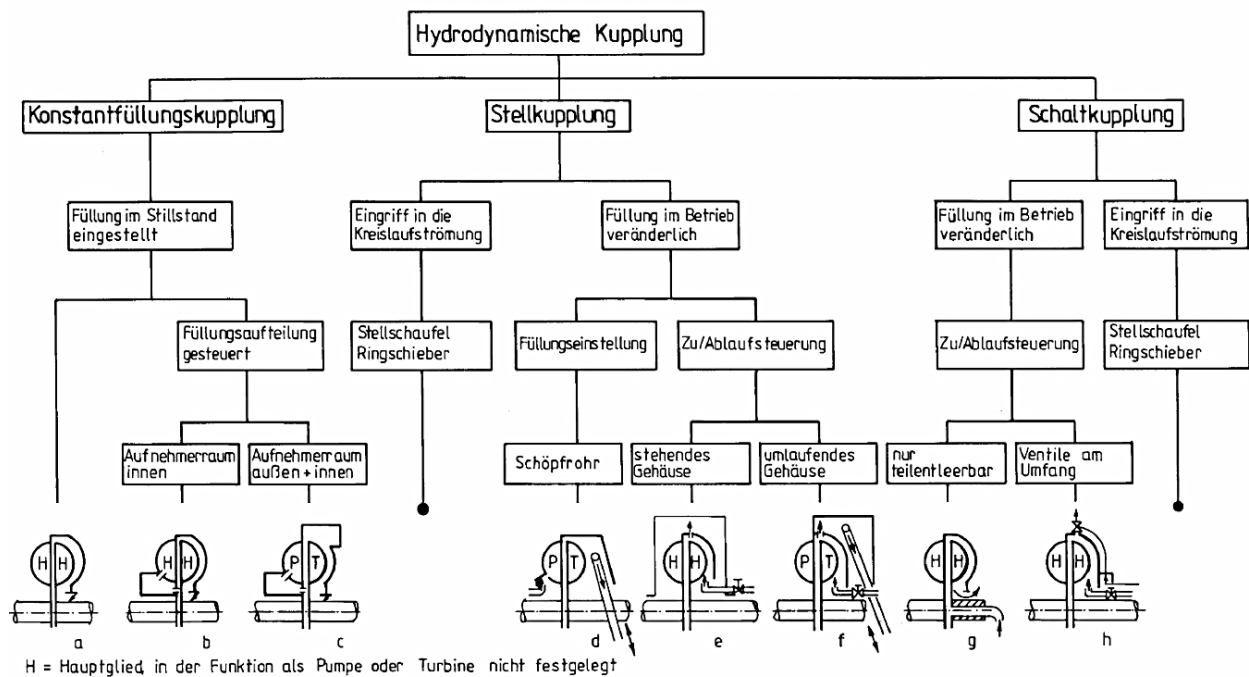 Hydrodynamische Kupplung
Konstantfüllungskupplung
Stellkupplung
Schaltkupplung
Füllung im Stillstand
eingestellt
Eingriff in die
Kreislaufströmung
Füllung im Betrieb
veränderlich
Füllung im Betrieb
veränderlich
Eingriff in die
Kreislaufströmung
Füllungsaufteilung
gesteuert
Stellschaufel
Ringschieber
Füllungseinstellung
Zu/Ablaufsteuerung
Zu/Ablaufsteuerung
Stellschaufel
Ringschieber
Aufnehmerraum
innen
Aufnehmerraum
außen+innen
Schöpfrohr
stehendes
Gehäuse
umlaufendes
Gehäuse
nur
teilentleerbar
Ventile am
Umfang
H H
H H
P T
P T
H H
P T
H H
H H
a
b
c
d
e
f
g
h
H = Hauptglied, in der Funktion als Pumpe oder Turbine nicht festgelegt